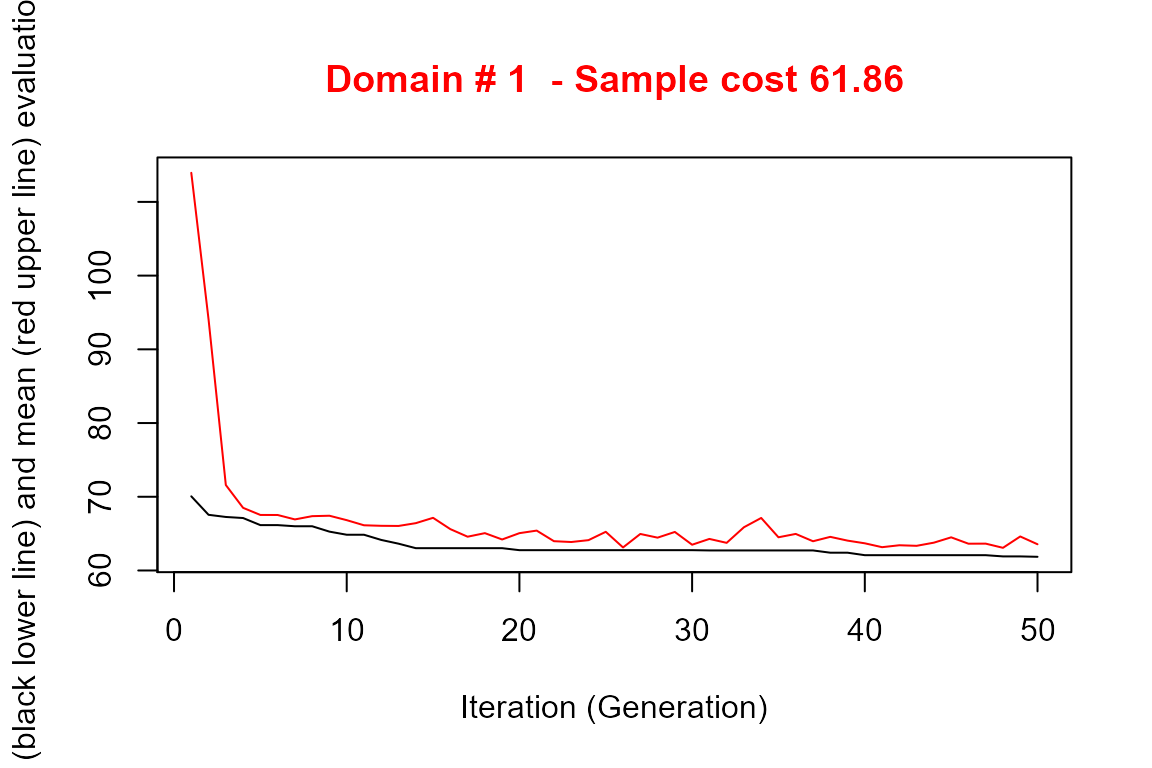 Domain # 1  - Sample cost 61.86
(black lower line) and mean (red upper line) evaluatio
100
90
80
70
60
0 10 20 30 40 50
Iteration (Generation)